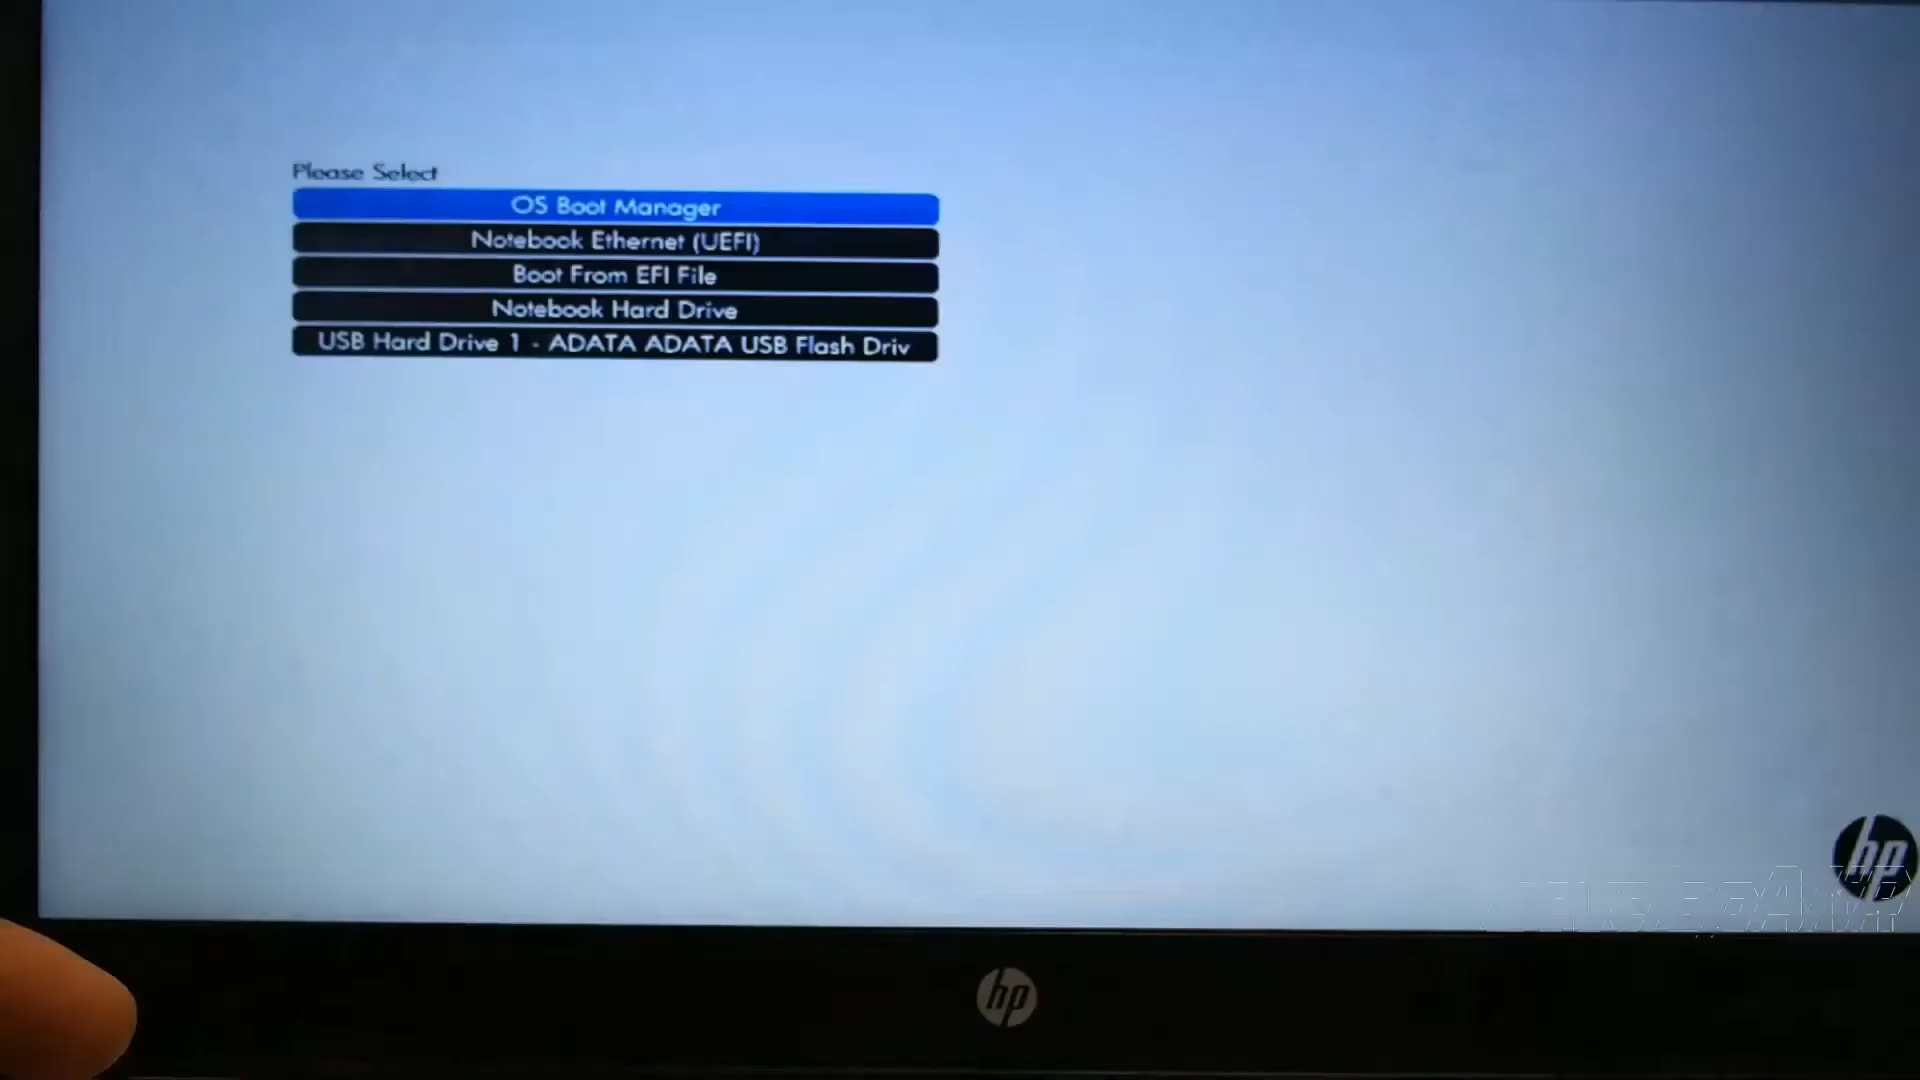 Please Select
OS Boot Manager
Notebook Ethernet (UEFI)
Boot From EFI File
Notebook Hard Drive
USB Hard Drive 1 - ADATA ADATA USB Flash Driv
hp
hp